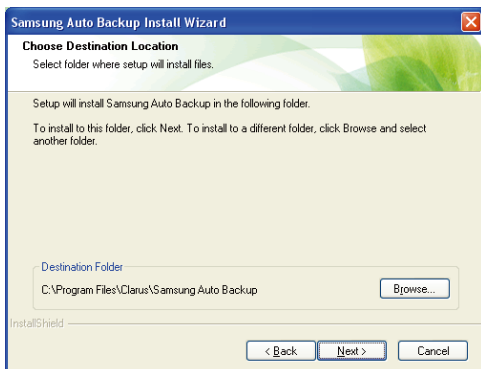 Samsung Auto Backup Install Wizard
Choose Destination Location
Select folder where setup will install files.
Setup will install Samsung Auto Backup in the following folder.
To install to this folder, click Next. To install to a different folder, click Browse and select
another folder.
Destination Folder
C:\Program Files\Clarus\Samsung Auto Backup
Browse...
InstallShield
< Back
Next >
Cancel